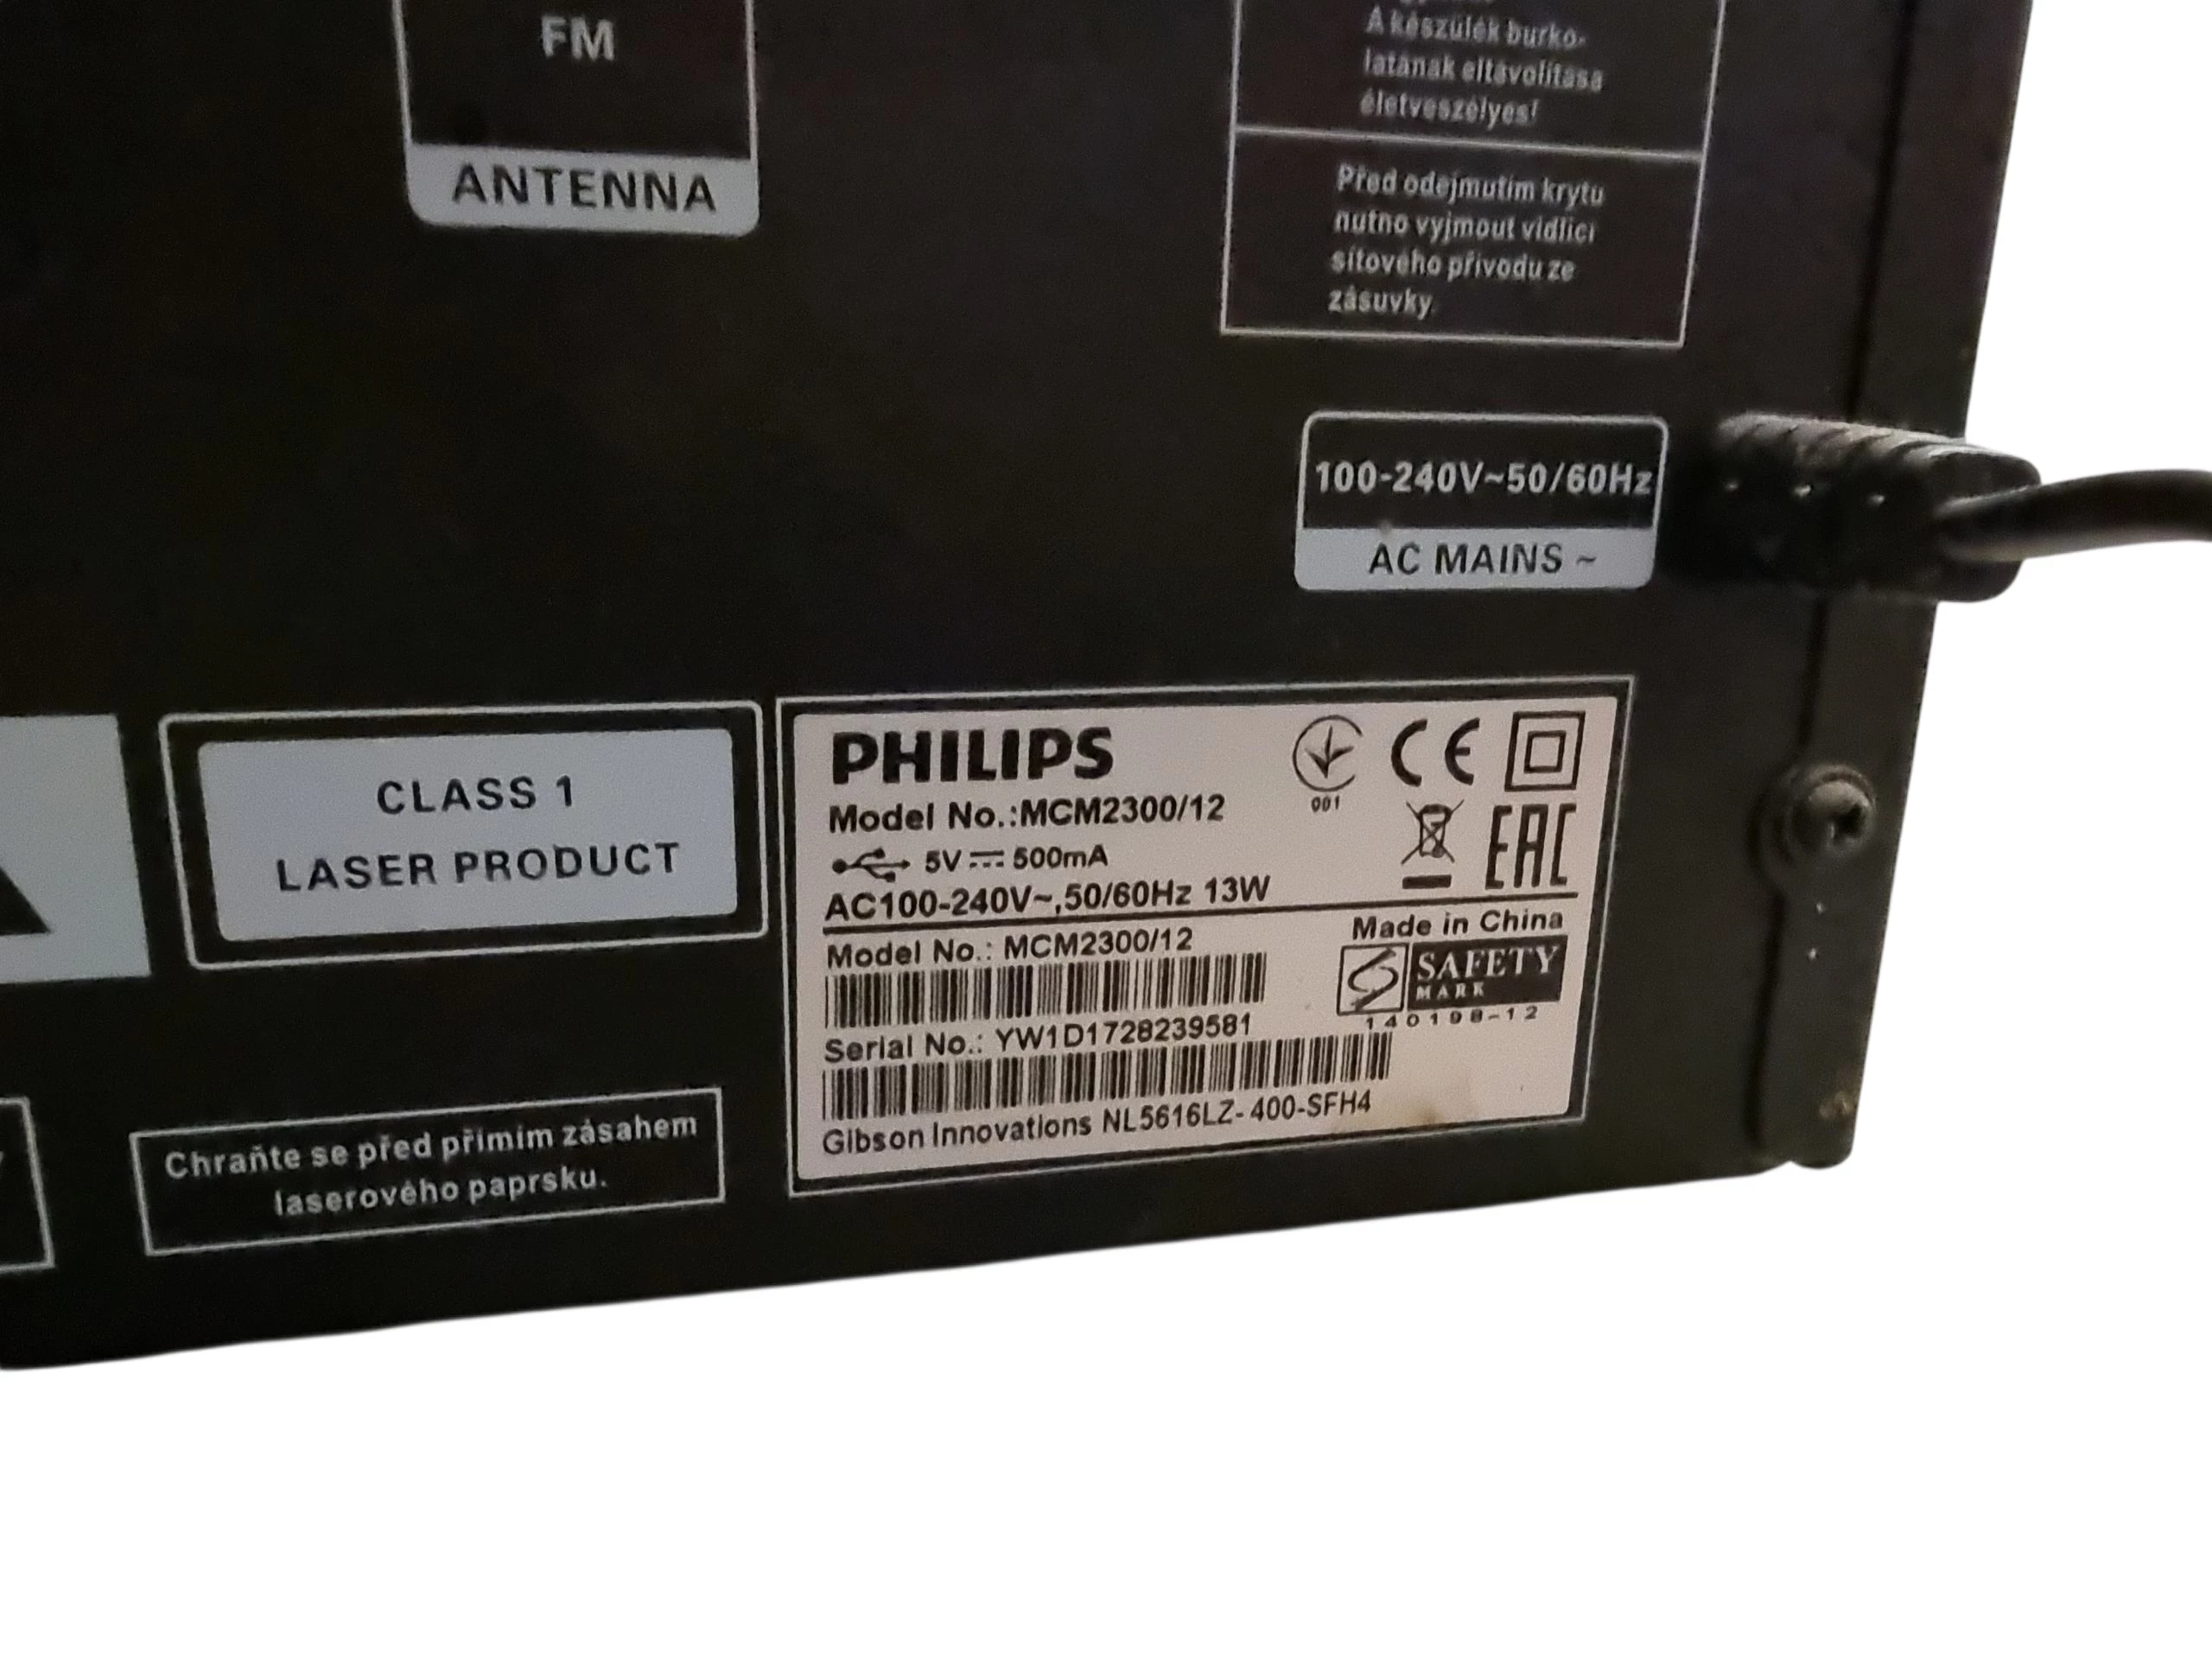 FM
ANTENNA
A készülék burko-
latának eltávolítása
életveszélyes!
Před odejmutím krytu
nutno vyjmout vidlici
síťového přívodu ze
zásuvky.
100-240V~50/60Hz
AC MAINS ~
CLASS 1
LASER PRODUCT
PHILIPS
Model No.:MCM2300/12
5V⎓500mA
AC100-240V~,50/60Hz 13W
001
CE
EAC
Model No.: MCM2300/12
Made in China
SAFETY
MARK
140198-12
Serial No.: YW1D1728239581
Gibson Innovations NL5616LZ-400-SFH4
Chraňte se před přímím zásahem
laserového paprsku.